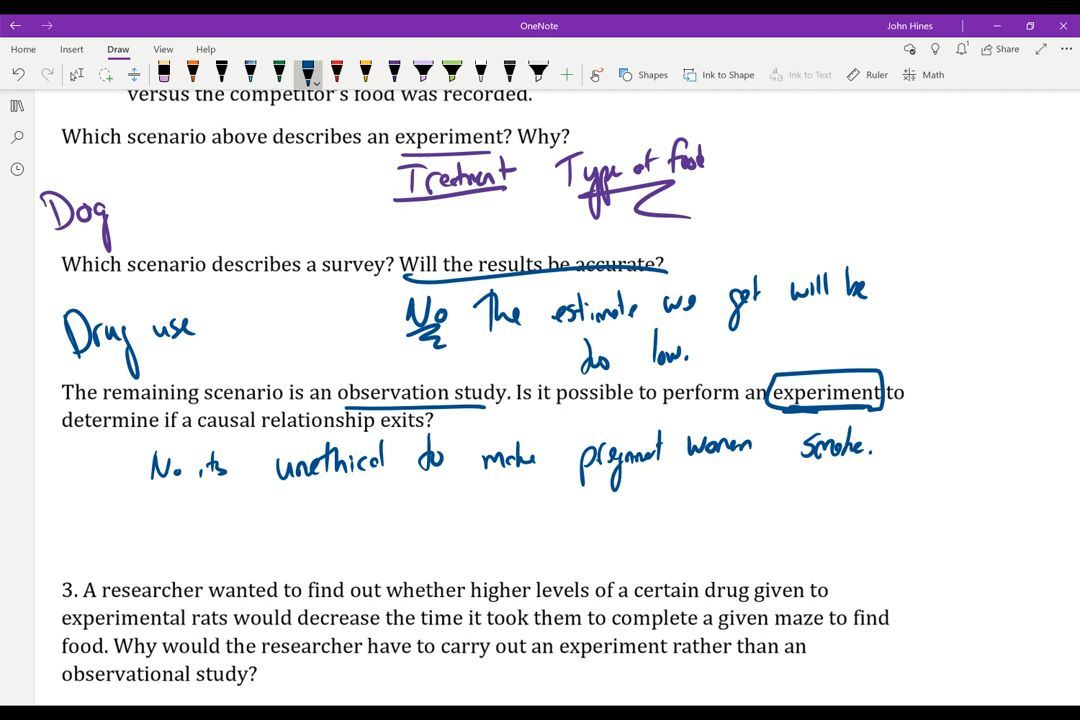 OneNote
John Hines
Home Insert Draw View Help
1
Share
Shapes Ink to Shape Ink to Text Ruler Math
versus the competitor's food was recorded.
Which scenario above describes an experiment? Why?
Treatment Type of food
Dog
Which scenario describes a survey? Will the results be accurate?
Drug use No The estimate we get will be
do low.
The remaining scenario is an observation study. Is it possible to perform an experiment to
determine if a causal relationship exits?
No its unethical do make pregnant women smoke.
3. A researcher wanted to find out whether higher levels of a certain drug given to
experimental rats would decrease the time it took them to complete a given maze to find
food. Why would the researcher have to carry out an experiment rather than an
observational study?